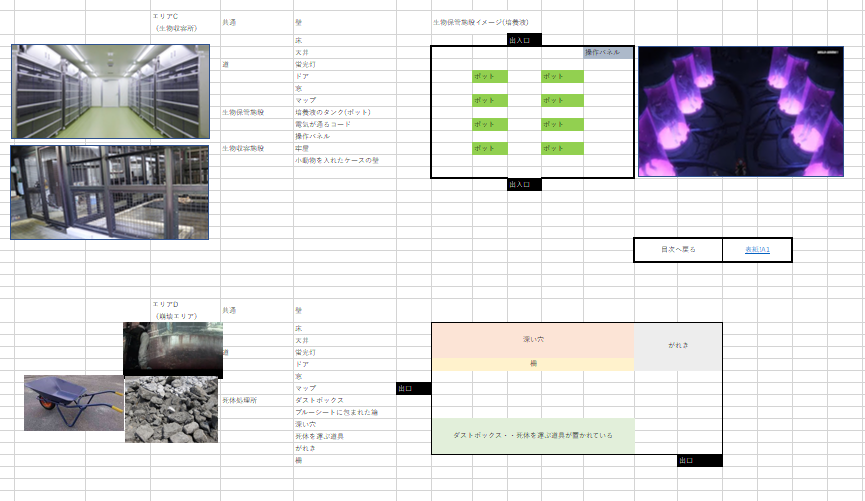 エリアC
(生物収容所)
共通
壁
生物保管施設イメージ(培養液)
床
出入口
天井
操作パネル
道
蛍光灯
ドア
ポット
ポット
窓
マップ
ポット
ポット
生物保管施設
培養液のタンク(ポット)
電気が通るコード
ポット
ポット
操作パネル
生物収容施設
牢屋
ポット
ポット
小動物を入れたケースの壁
出入口
目次へ戻る
表紙!A1
エリアD
(崩壊エリア)
共通
壁
床
天井
深い穴
がれき
道
蛍光灯
ドア
柵
窓
マップ
出口
死体処理所
ダストボックス
ブルーシートに包まれた論
深い穴
死体を運ぶ道具
ダストボックス・・死体を運ぶ道具が置かれている
がれき
柵
出口